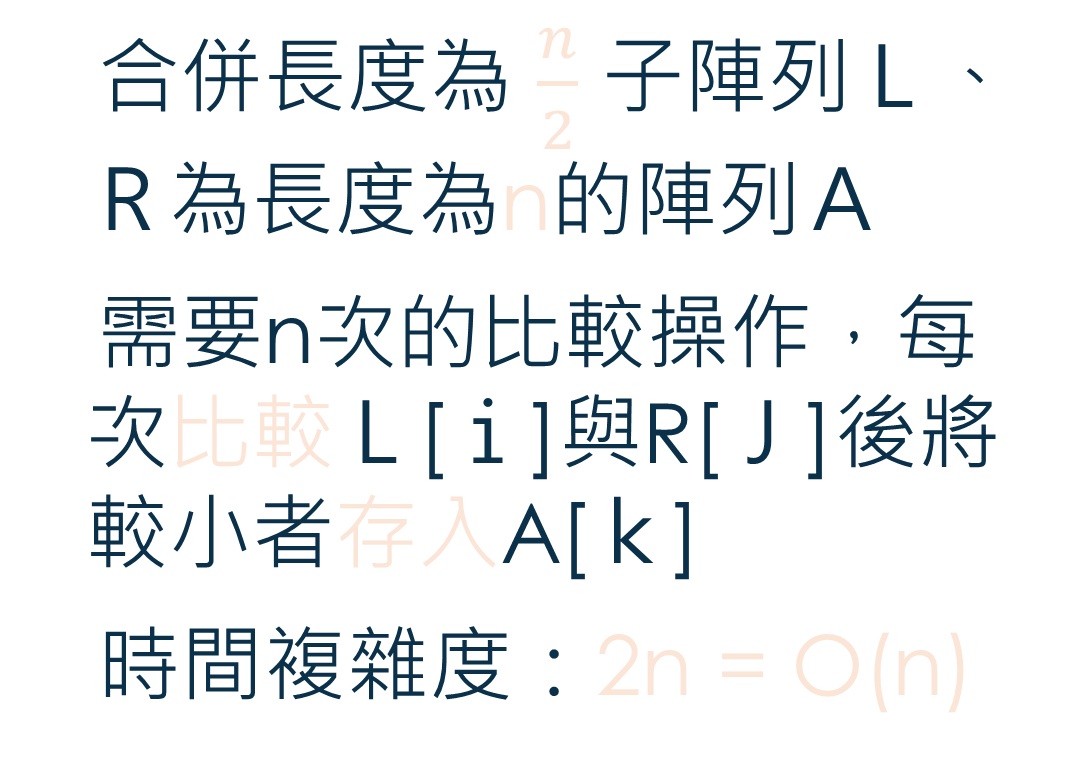 合併長度為 n/2 子陣列 L 、
R 為長度為n的陣列 A
需要n次的比較操作，每
次比較 L [ i ]與R[ J ]後將
較小者存入A[ k ]
時間複雜度：2n = O(n)